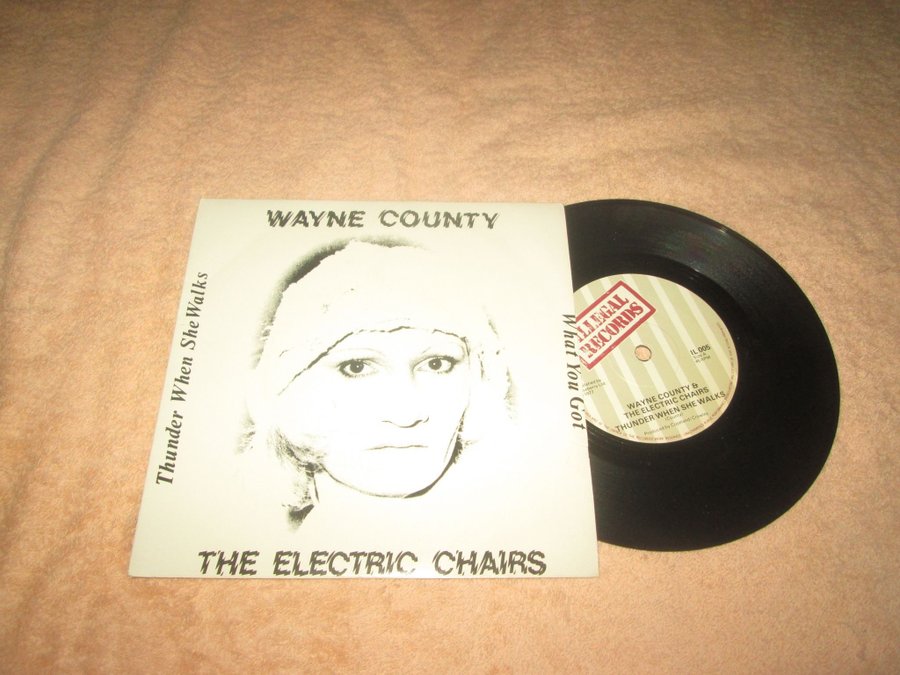 WAYNE COUNTY
Thunder When She Walks
What You Got
THE ELECTRIC CHAIRS
ILLEGAL
RECORDS
IL 005
WAYNE COUNTY &
THE ELECTRIC CHAIRS
THUNDER WHEN SHE WALKS
(County)